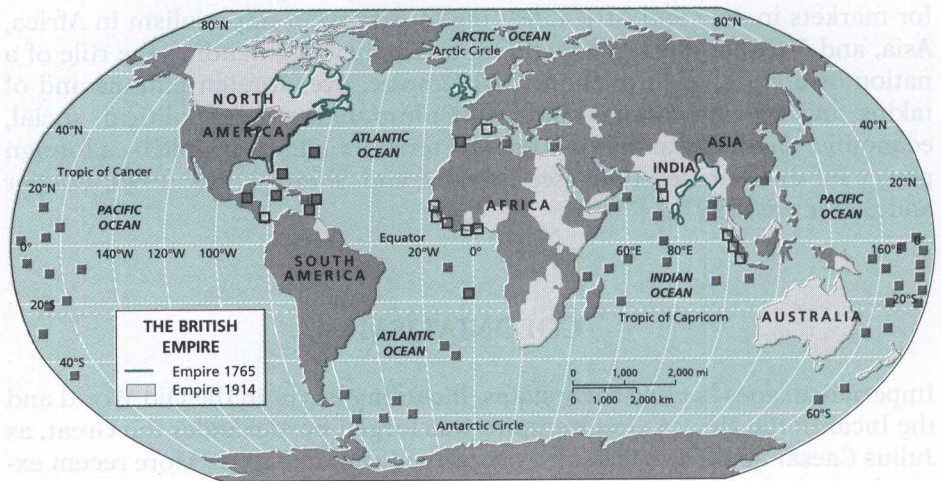 80°N
ARCTIC OCEAN
80°N
Arctic Circle
NORTH
AMERICA
40°N
ATLANTIC
OCEAN
ASIA
40°N
INDIA
Tropic of Cancer
20°N
20°N
PACIFIC
OCEAN
AFRICA
PACIFIC
OCEAN
Equator
0°
140°W
120°W
100°W
20°W
0°
60°E
80°E
160°E
0°
SOUTH
AMERICA
INDIAN
OCEAN
20°S
20°S
Tropic of Capricorn
AUSTRALIA
ATLANTIC
OCEAN
THE BRITISH
EMPIRE
Empire 1765
Empire 1914
40°S
0
1,000
2,000 mi
0
1,000
2,000 km
60°S
Antarctic Circle